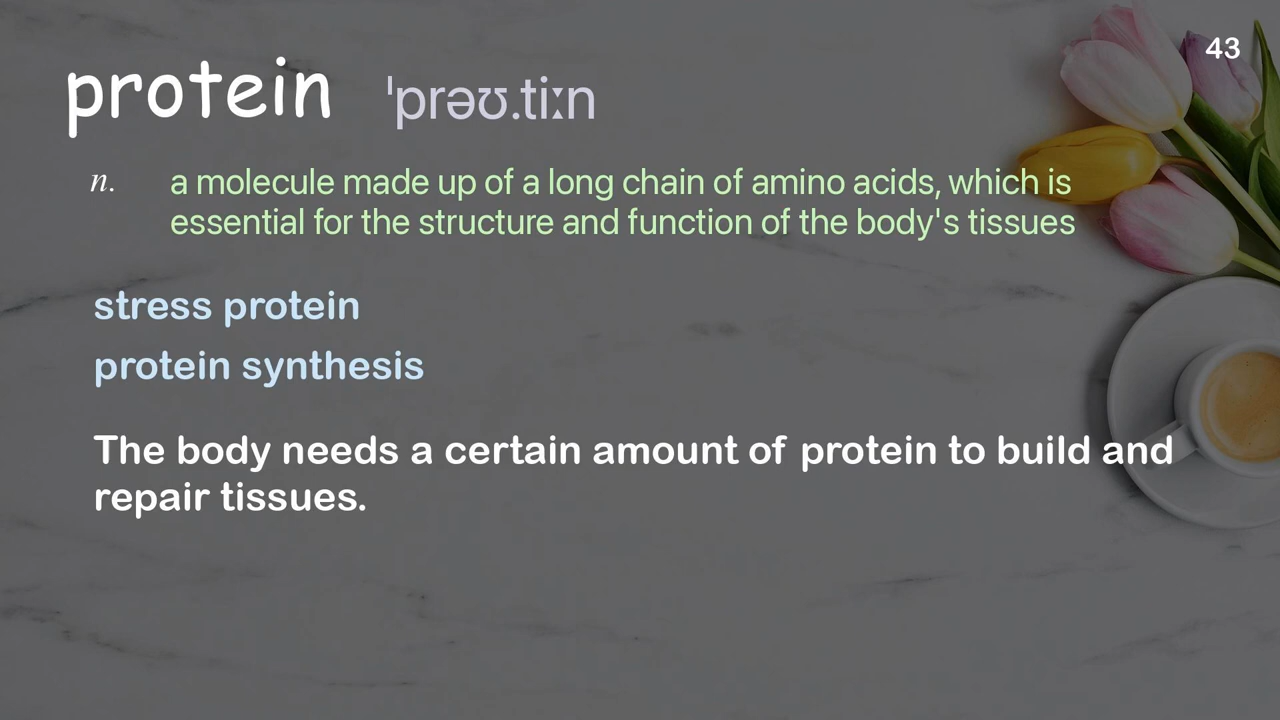 43
protein ˈprəʊ.tiːn
n. a molecule made up of a long chain of amino acids, which is
essential for the structure and function of the body's tissues
stress protein
protein synthesis
The body needs a certain amount of protein to build and
repair tissues.